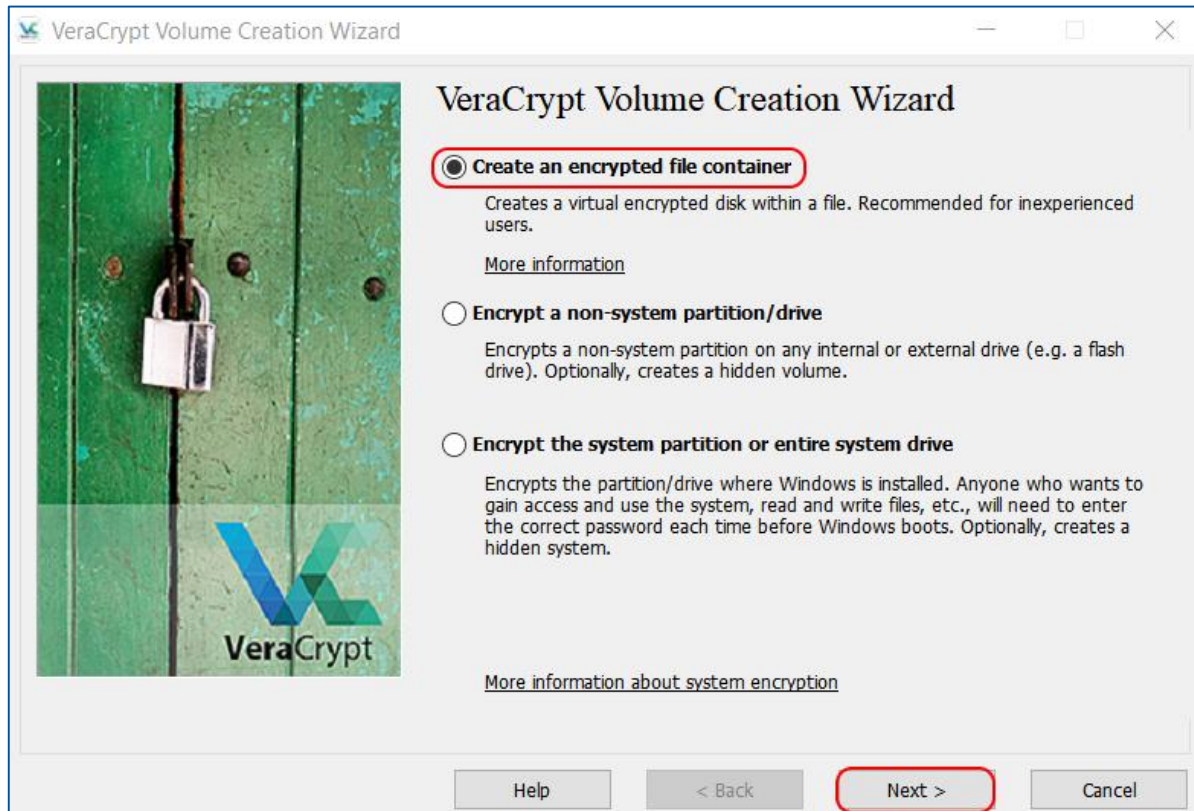 VeraCrypt Volume Creation Wizard
VeraCrypt Volume Creation Wizard
Create an encrypted file container
Creates a virtual encrypted disk within a file. Recommended for inexperienced
users.
More information
Encrypt a non-system partition/drive
Encrypts a non-system partition on any internal or external drive (e.g. a flash
drive). Optionally, creates a hidden volume.
Encrypt the system partition or entire system drive
Encrypts the partition/drive where Windows is installed. Anyone who wants to
gain access and use the system, read and write files, etc., will need to enter
the correct password each time before Windows boots. Optionally, creates a
hidden system.
VeraCrypt
More information about system encryption
Help
< Back
Next >
Cancel